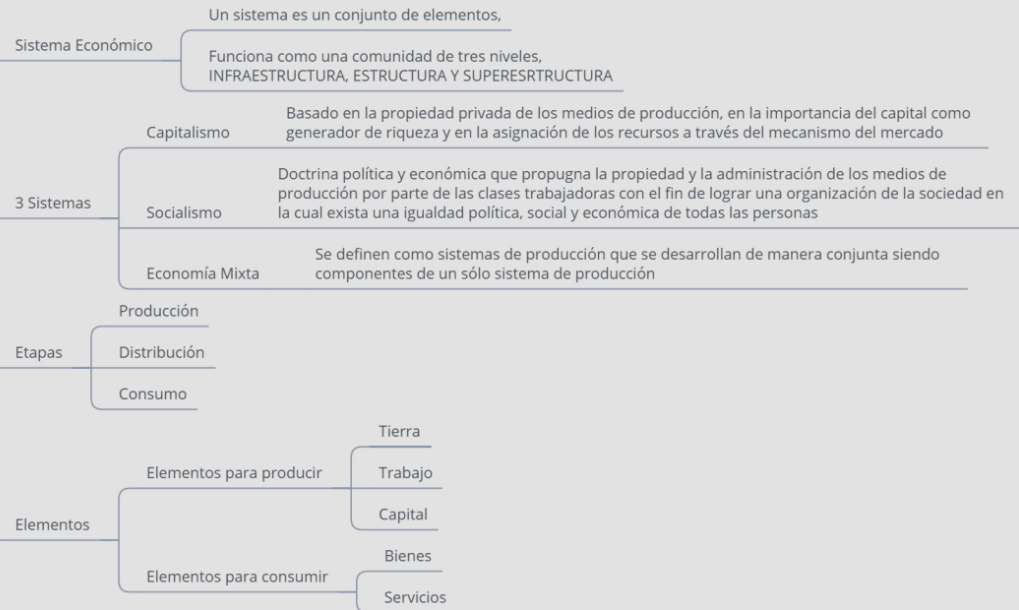 Un sistema es un conjunto de elementos,
Sistema Económico
Funciona como una comunidad de tres niveles,
INFRAESTRUCTURA, ESTRUCTURA Y SUPERESRTRUCTURA
Capitalismo
Basado en la propiedad privada de los medios de producción, en la importancia del capital como
generador de riqueza y en la asignación de los recursos a través del mecanismo del mercado
3 Sistemas
Socialismo
Doctrina política y económica que propugna la propiedad y la administración de los medios de
producción por parte de las clases trabajadoras con el fin de lograr una organización de la sociedad en
la cual exista una igualdad política, social y económica de todas las personas
Economía Mixta
Se definen como sistemas de producción que se desarrollan de manera conjunta siendo
componentes de un sólo sistema de producción
Etapas
Producción
Distribución
Consumo
Elementos
Elementos para producir
Tierra
Trabajo
Capital
Elementos para consumir
Bienes
Servicios